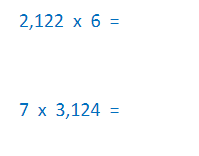 2,122 x 6 =
7 x 3,124 =